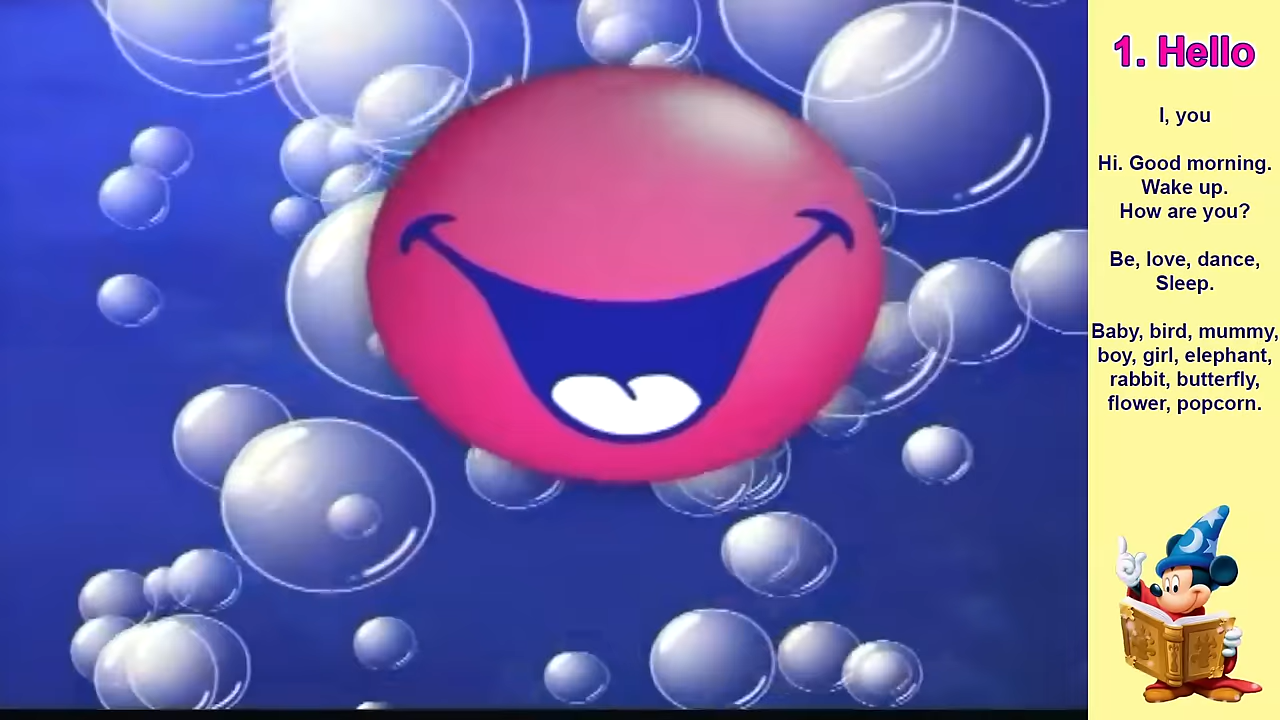 1. Hello
I, you
Hi. Good morning.
Wake up.
How are you?
Be, love, dance,
Sleep.
Baby, bird, mummy,
boy, girl, elephant,
rabbit, butterfly,
flower, popcorn.